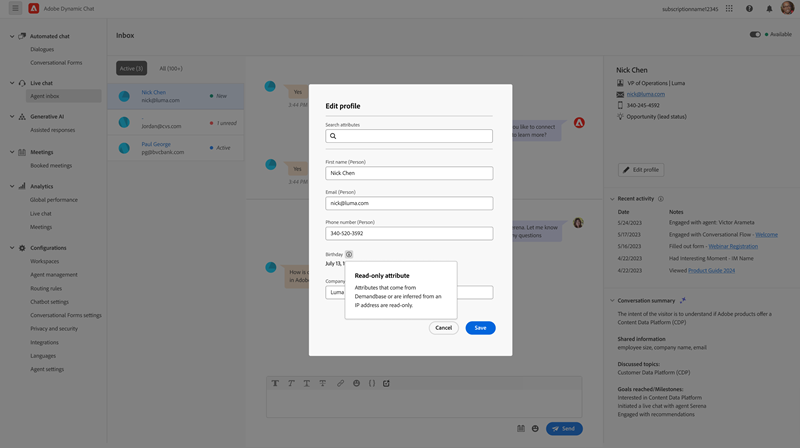 Adobe Dynamic Chat
subscriptionname12345
Automated chat
Dialogues
Conversational Forms
Live chat
Agent inbox
Generative AI
Assisted responses
Meetings
Booked meetings
Analytics
Global performance
Live chat
Meetings
Configurations
Workspaces
Agent management
Routing rules
Chatbot settings
Conversational Forms settings
Privacy and security
Integrations
Languages
Agent settings
Inbox
Available
Active (3)
All (100+)
Nick Chen
nick@luma.com
New
jorden@rzs.com
1 unread
Paul George
pg@hvcbank.com
Active
Yes
3:44 PM
you like to connect
to learn more?
Yes
3:44 PM
Serena. Let me know
ny questions.
How is
in Adob
Edit profile
Search attributes
First name (Person)
Nick Chen
Email (Person)
nick@luma.com
Phone number (Person)
340-520-3592
Birthday
July 13, 1
Read-only attribute
Attributes that come from
Demandbase or are inferred from an
IP address are read-only.
Company
Luma
Cancel
Save
Send
Nick Chen
VP of Operations | Luma
nick@luma.com
340-245-4592
Opportunity (lead status)
Edit profile
Recent activity
Date Notes
5/24/2023 Engaged with agent: Victor Arameta
5/17/2023 Engaged with Conversational Flow - Welcome
5/16/2023 Filled out form - Webinar Registration
4/22/2023 Had Interesting Moment - IM Name
4/22/2023 Viewed Product Guide 2024
Conversation summary
The intent of the visitor is to understand if Adobe products offer a
Content Data Platform (CDP)
Shared information
employee size, company name, email
Discussed topics:
Customer Data Platform (CDP)
Goals reached/Milestones:
Interested in Content Data Platform
Initiated a live chat with agent Serena
Engaged with recommendations